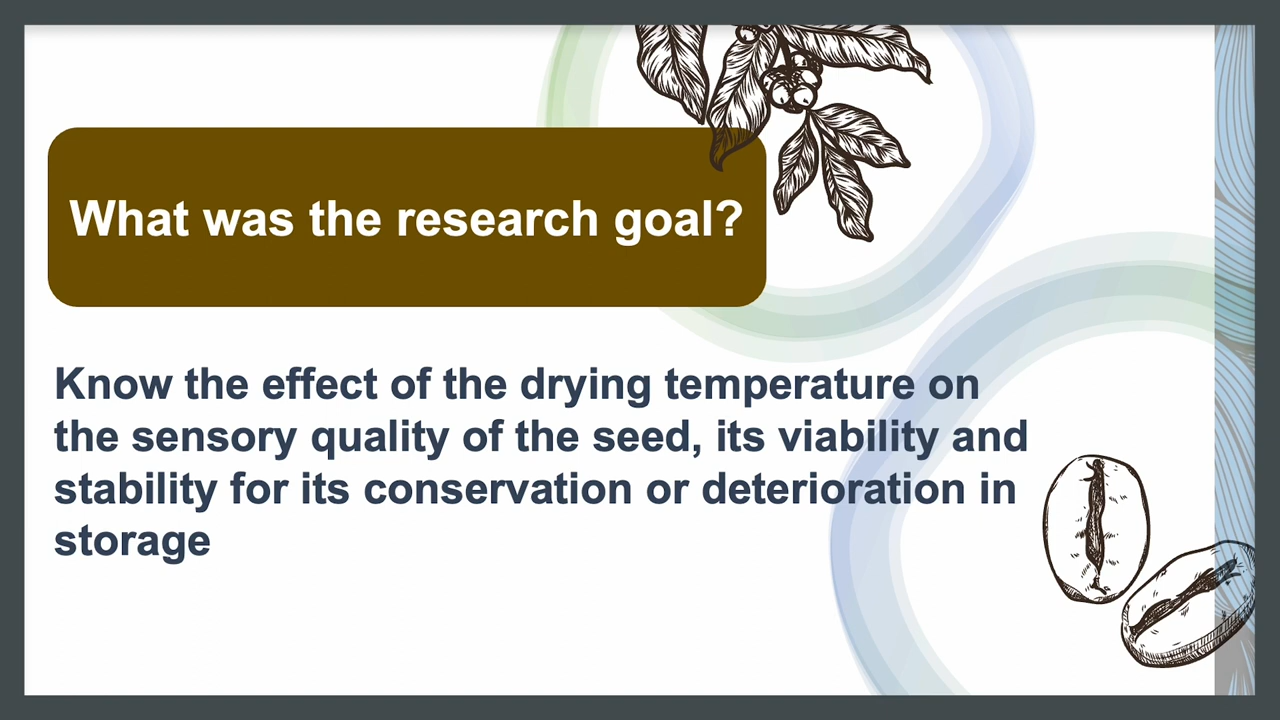 What was the research goal?
Know the effect of the drying temperature on
the sensory quality of the seed, its viability and
stability for its conservation or deterioration in
storage